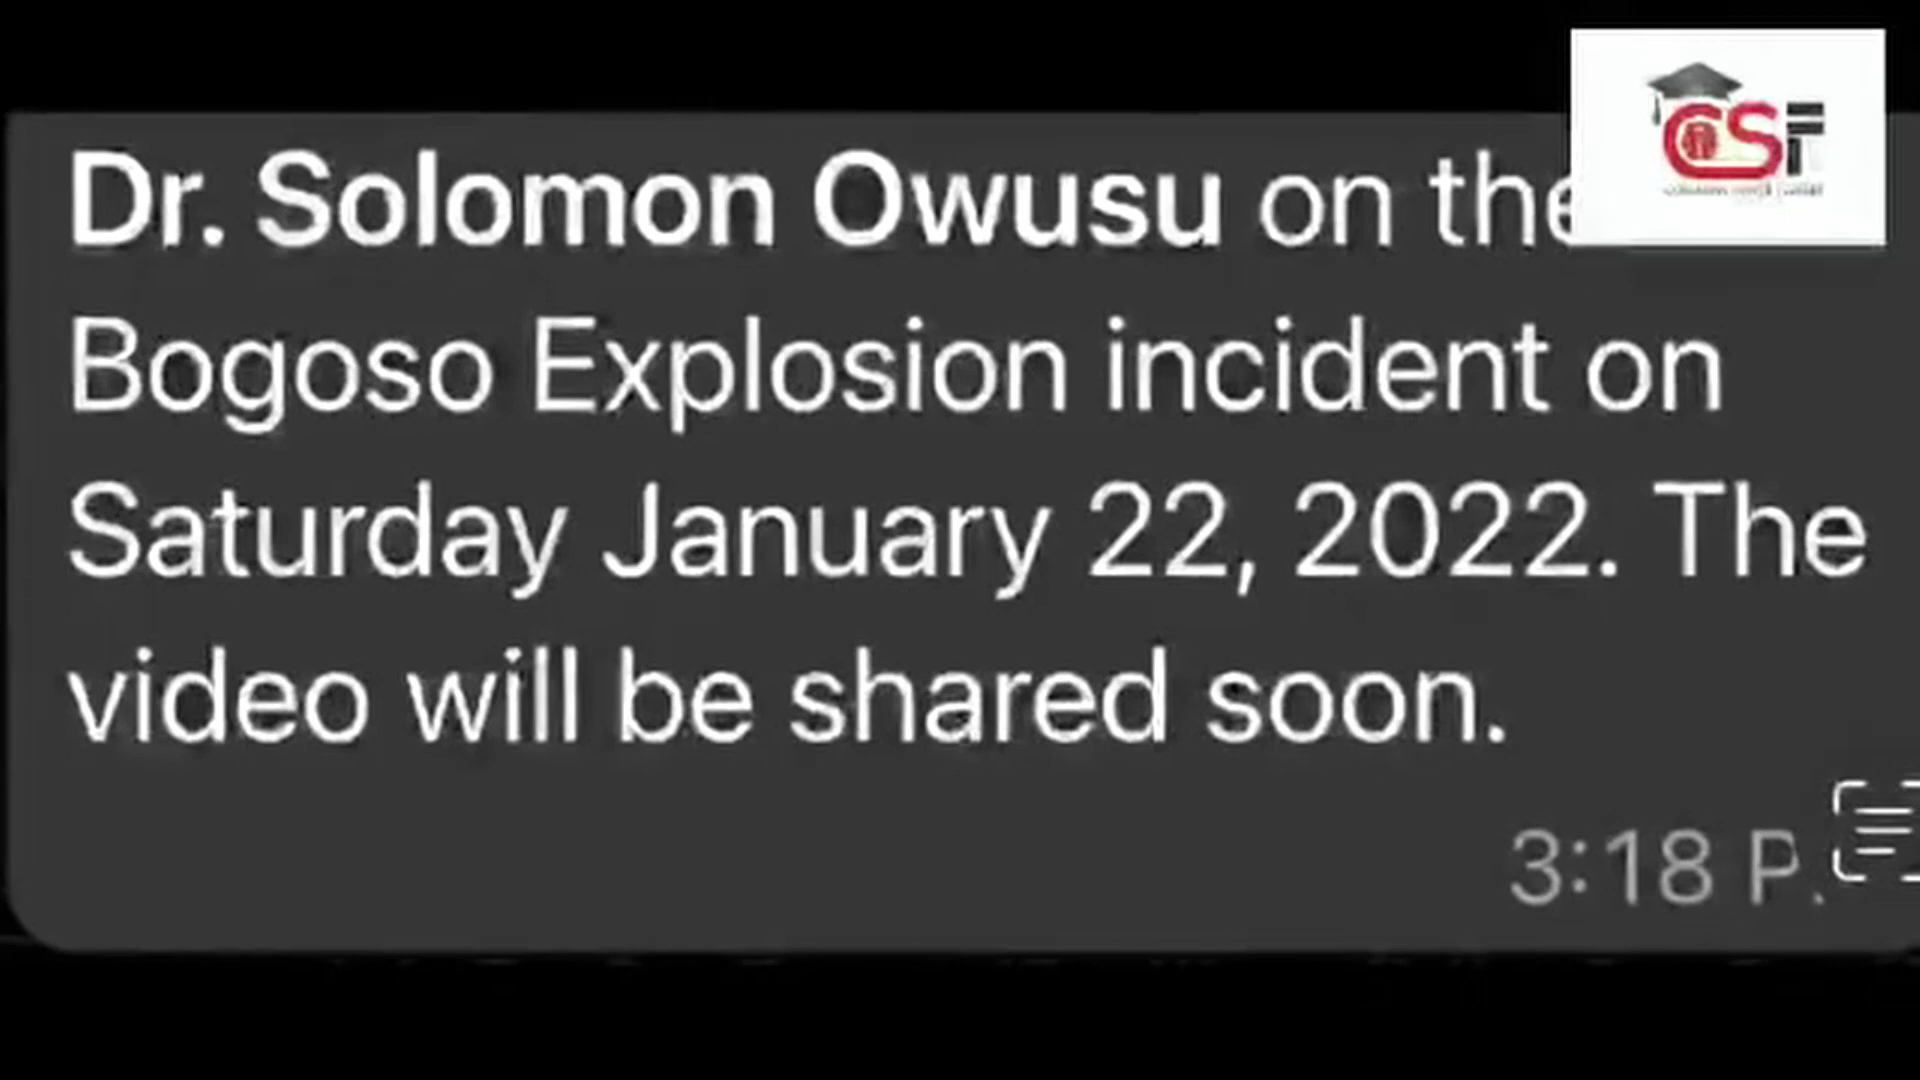 Dr. Solomon Owusu on the
Bogoso Explosion incident on
Saturday January 22, 2022. The
video will be shared soon.
3:18 P.
CSF